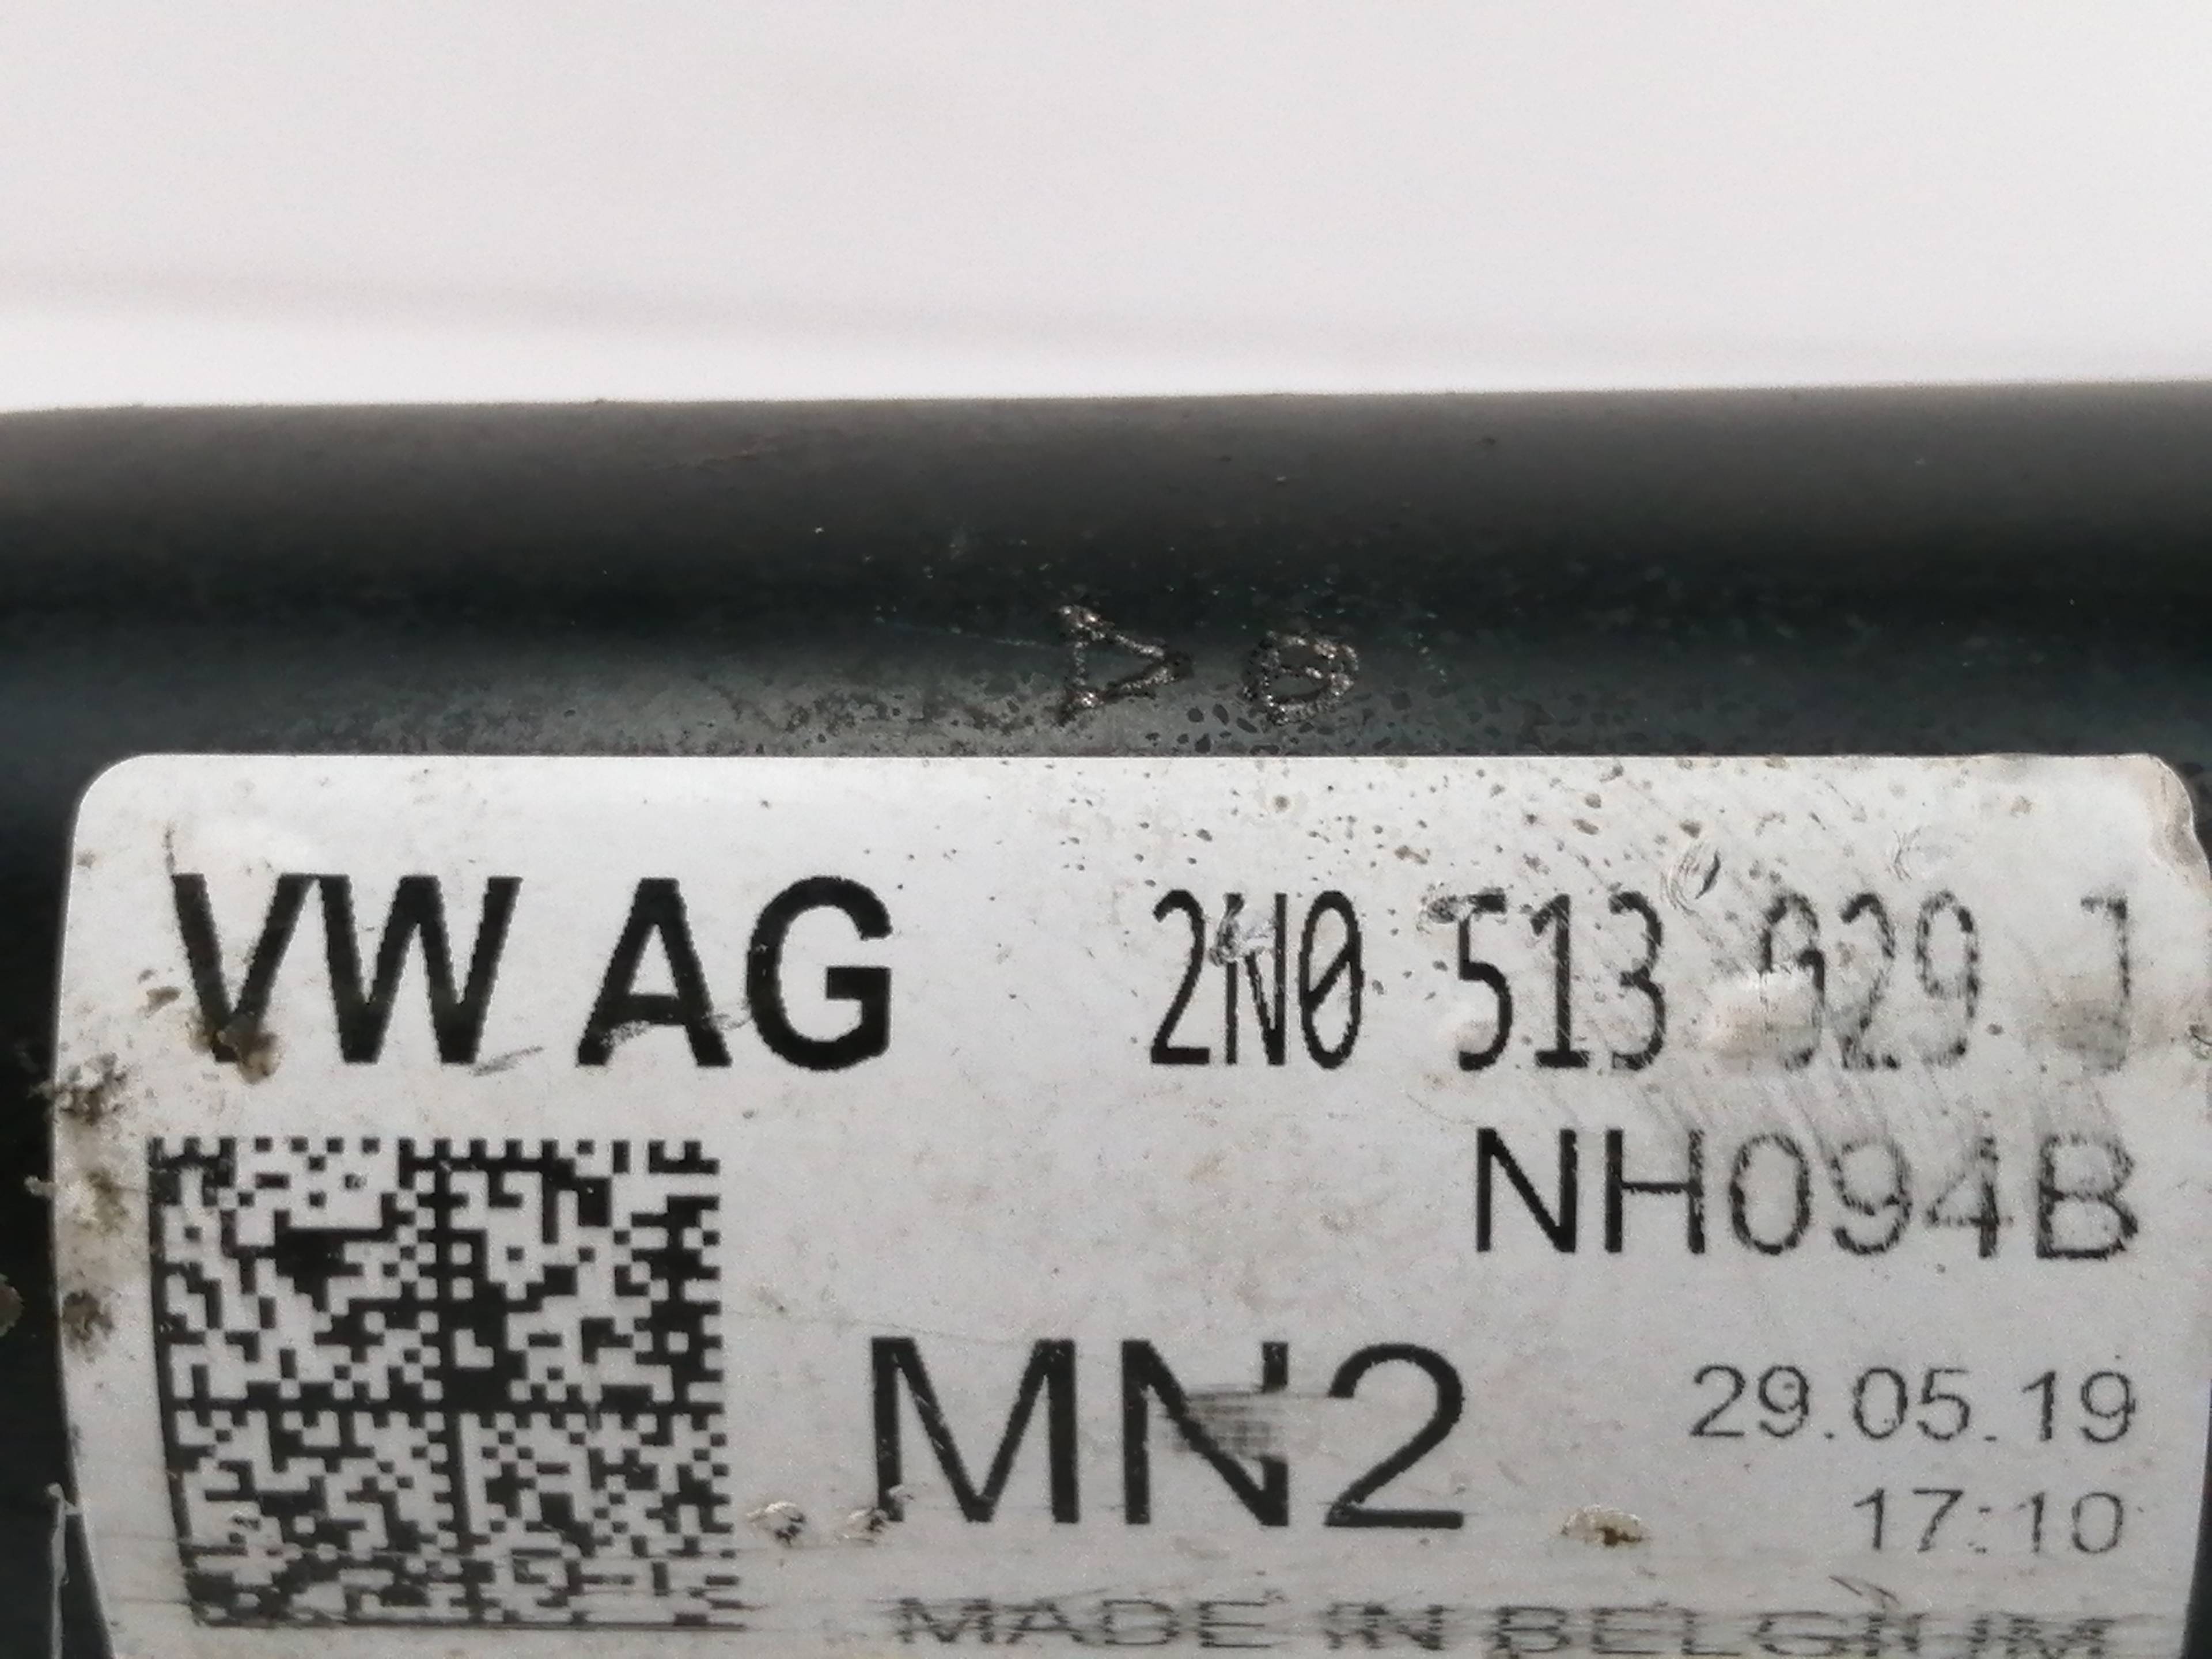 VW AG 2N0 513 029 J
NH094B
MN2
29.05.19
17:10
MADE IN BELGIUM